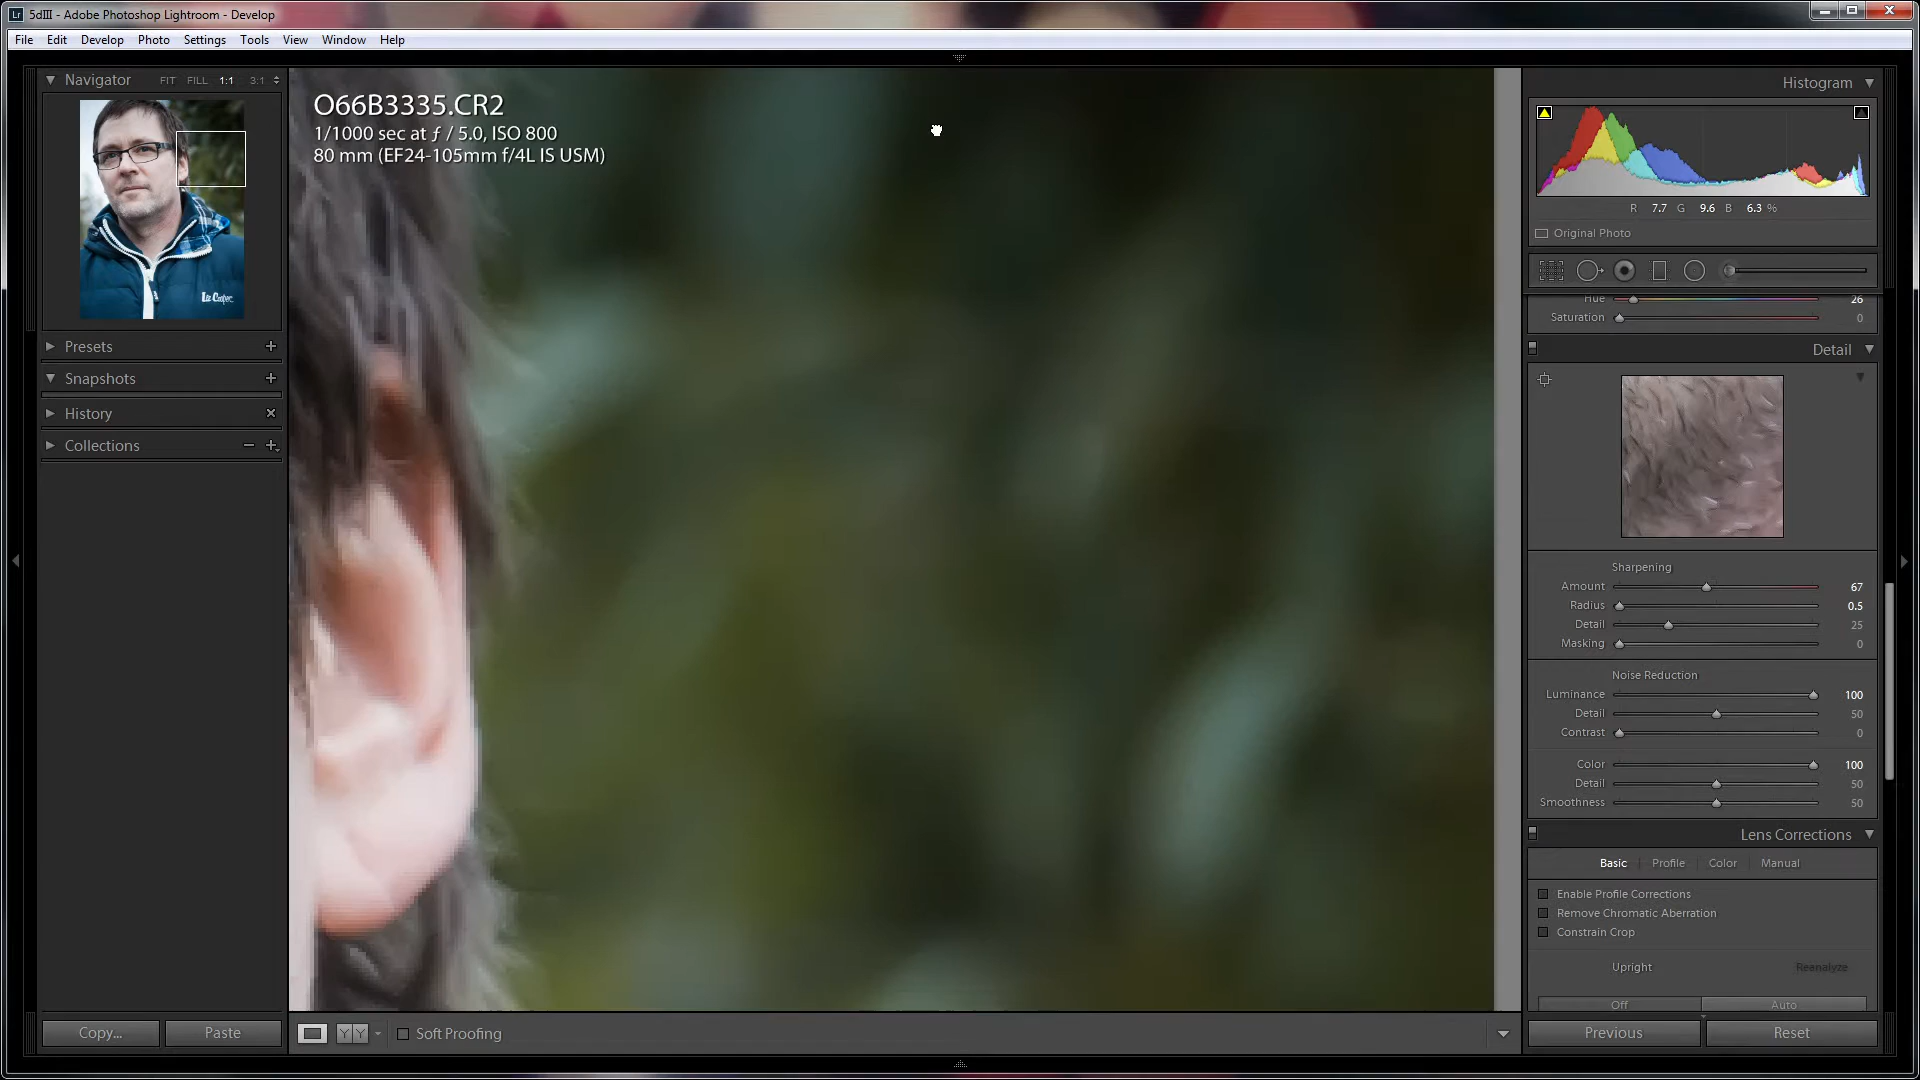 5dIII - Adobe Photoshop Lightroom - Develop
File Edit Develop Photo Settings Tools View Window Help
Navigator FIT FILL 1:1 3:1
Lee Cooper
Presets
Snapshots
History
Collections
Copy... Paste
O66B3335.CR2
1/1000 sec at ƒ / 5.0, ISO 800
80 mm (EF24-105mm f/4L IS USM)
Y Y Soft Proofing
Histogram
R 7.7 G 9.6 B 6.3 %
Original Photo
Hue 26
Saturation 0
Detail
Sharpening
Amount 67
Radius 0.5
Detail 25
Masking 0
Noise Reduction
Luminance 100
Detail 50
Contrast 0
Color 100
Detail 50
Smoothness 50
Lens Corrections
Basic Profile Color Manual
Enable Profile Corrections
Remove Chromatic Aberration
Constrain Crop
Upright Reanalyze
Off Auto
Previous Reset